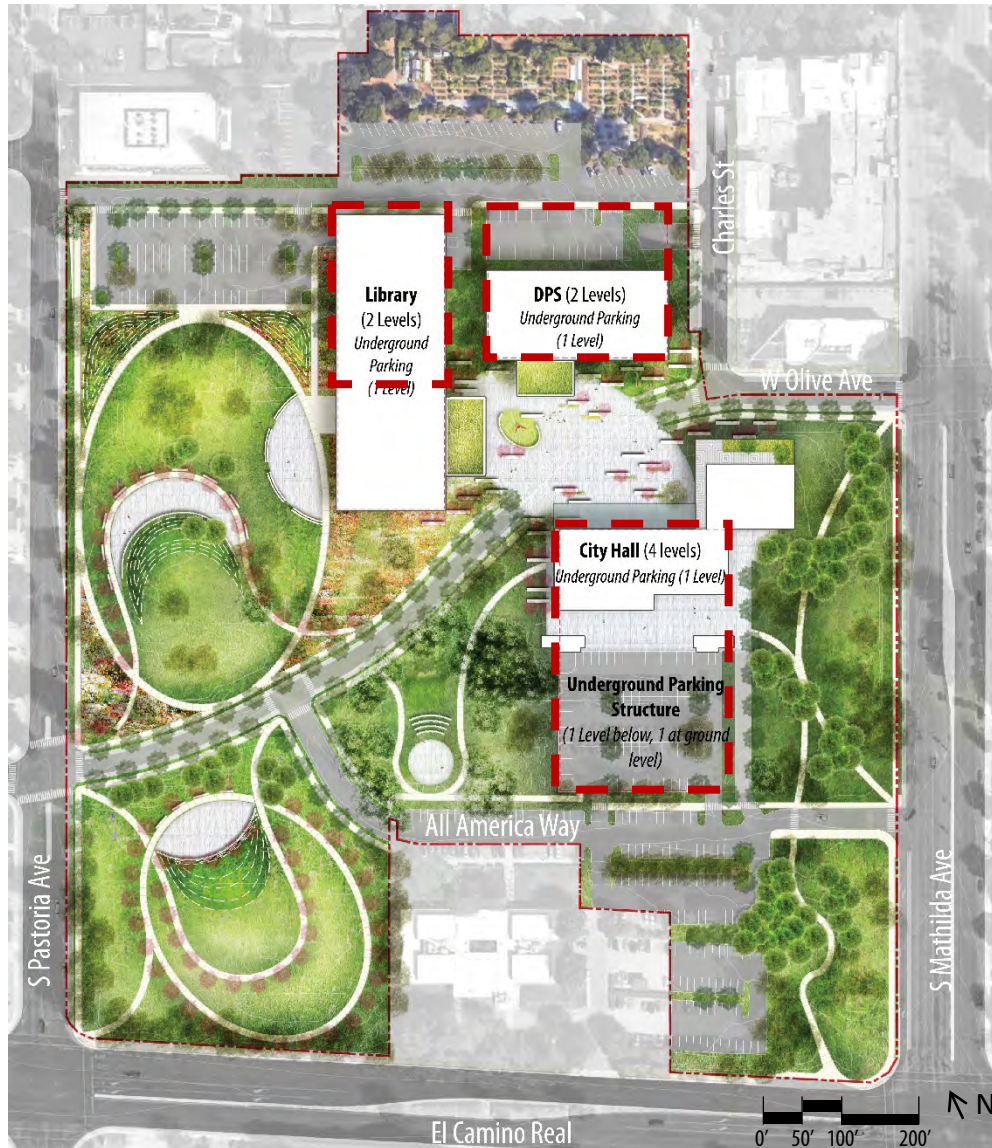 Charles St
Library
(2 Levels)
Underground
Parking
(1 Level)
DPS (2 Levels)
Underground Parking
(1 Level)
W Olive Ave
City Hall (4 levels)
Underground Parking (1 Level)
Underground Parking
Structure
(1 Level below, 1 at ground
level)
All America Way
S Pastoria Ave
S Mathilda Ave
El Camino Real
N
0' 50' 100' 200'